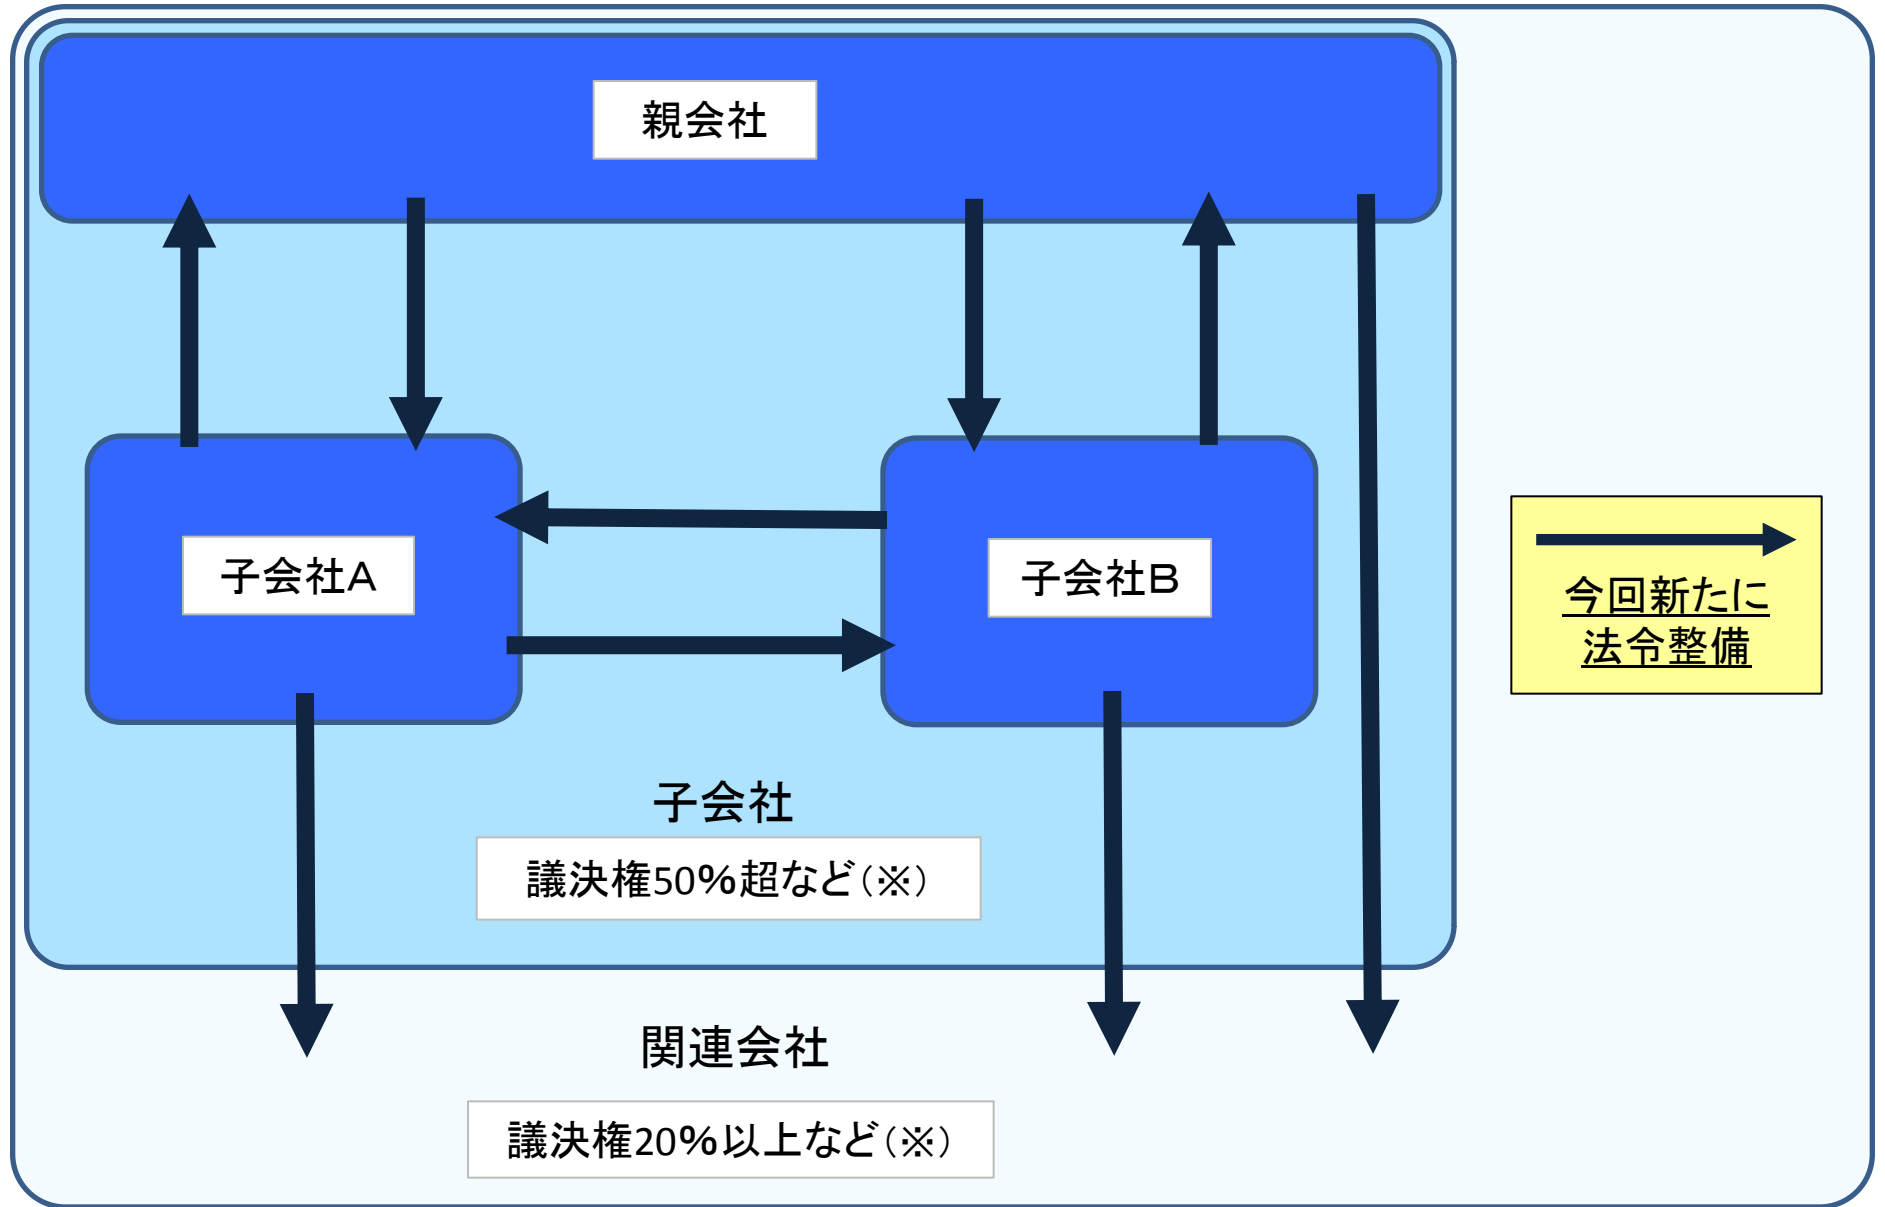 親会社
子会社A
子会社B
今回新たに
法令整備
子会社
議決権50%超など(※)
関連会社
議決権20%以上など(※)